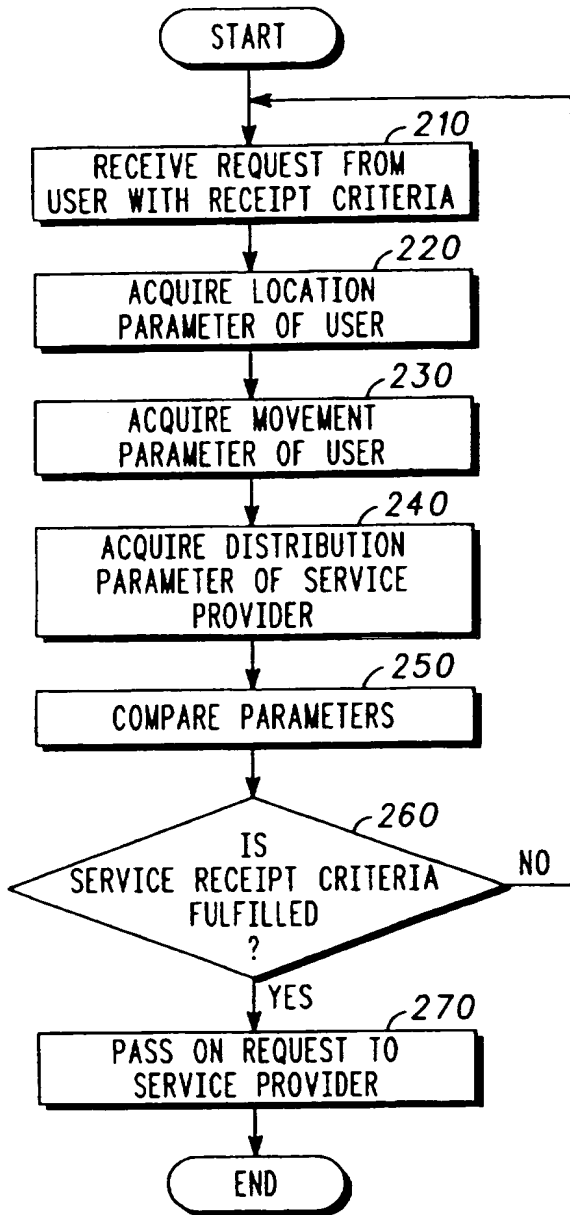 START
210
RECEIVE REQUEST FROM
USER WITH RECEIPT CRITERIA
220
ACQUIRE LOCATION
PARAMETER OF USER
230
ACQUIRE MOVEMENT
PARAMETER OF USER
240
ACQUIRE DISTRIBUTION
PARAMETER OF SERVICE
PROVIDER
250
COMPARE PARAMETERS
260
IS
SERVICE RECEIPT CRITERIA
FULFILLED
?
NO
YES
270
PASS ON REQUEST TO
SERVICE PROVIDER
END